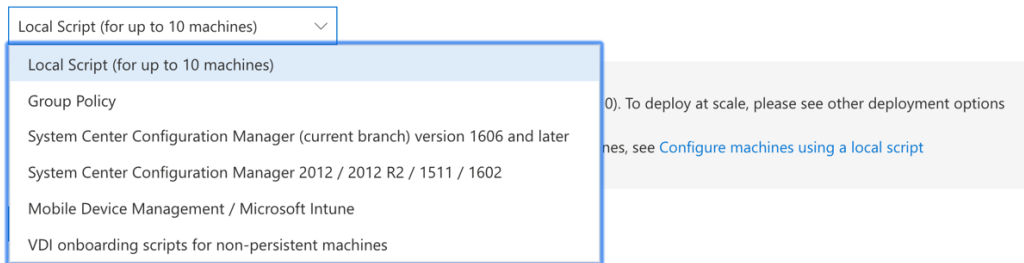 Local Script (for up to 10 machines)
Local Script (for up to 10 machines)
Group Policy
0). To deploy at scale, please see other deployment options
System Center Configuration Manager (current branch) version 1606 and later
nes, see Configure machines using a local script
System Center Configuration Manager 2012 / 2012 R2 / 1511 / 1602
Mobile Device Management / Microsoft Intune
VDI onboarding scripts for non-persistent machines